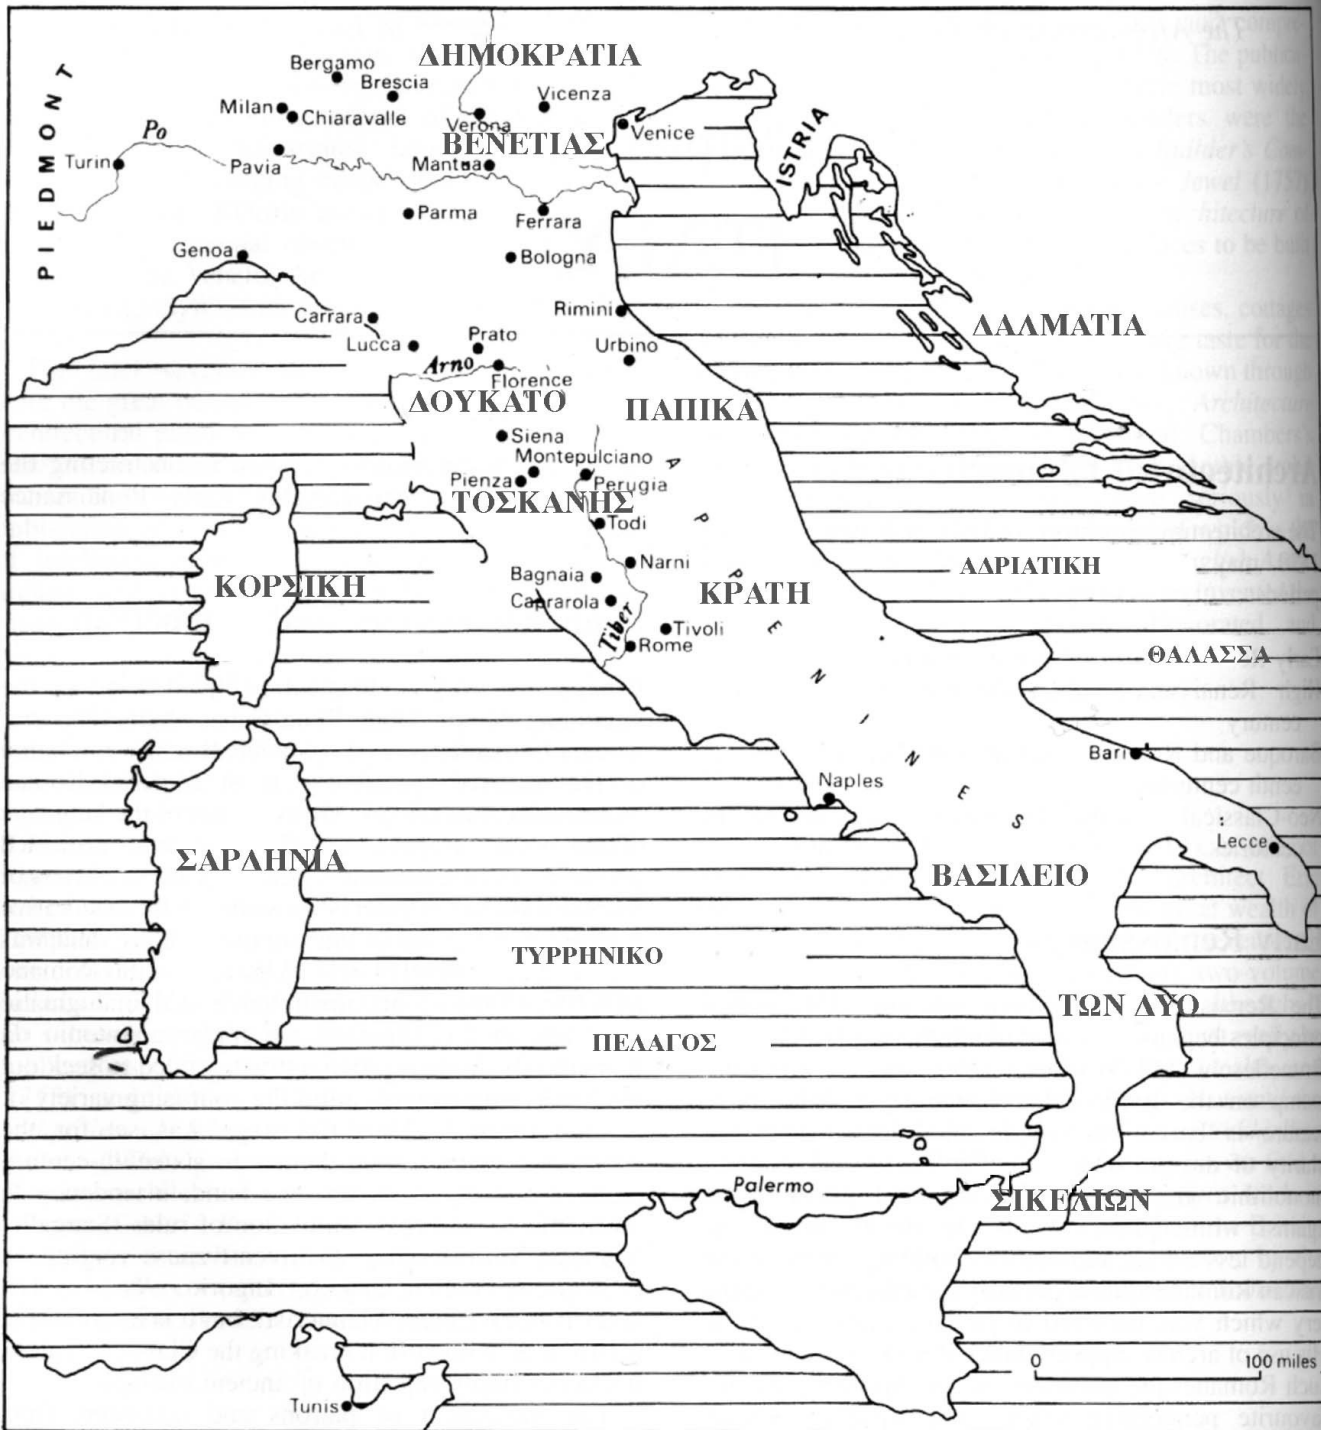 ΔΗΜΟΚΡΑΤΙΑ
Bergamo
Brescia
PIEDMONT
Milan
Chiaravalle
Vicenza
Verona
Venice
Po
ΒΕΝΕΤΙΑΣ
ISTRIA
Turin
Pavia
Mantua
Parma
Ferrara
Genoa
Bologna
Carrara
Rimini
ΔΑΛΜΑΤΙΑ
Lucca
Prato
Urbino
Arno
Florence
ΔΟΥΚΑΤΟ
ΠΑΠΙΚΑ
Siena
Montepulciano
Pienza
Perugia
ΤΟΣΚΑΝΗΣ
Todi
APPENINES
Narni
ΑΔΡΙΑΤΙΚΗ
ΚΟΡΣΙΚΗ
Bagnaia
ΚΡΑΤΗ
Caprarola
Tiber
Tivoli
Rome
ΘΑΛΑΣΣΑ
Bari
Naples
Lecce
ΣΑΡΔΗΝΙΑ
ΒΑΣΙΛΕΙΟ
ΤΥΡΡΗΝΙΚΟ
ΤΩΝ ΔΥΟ
ΠΕΛΑΓΟΣ
Palermo
ΣΙΚΕΛΙΩΝ
0 100 miles
Tunis